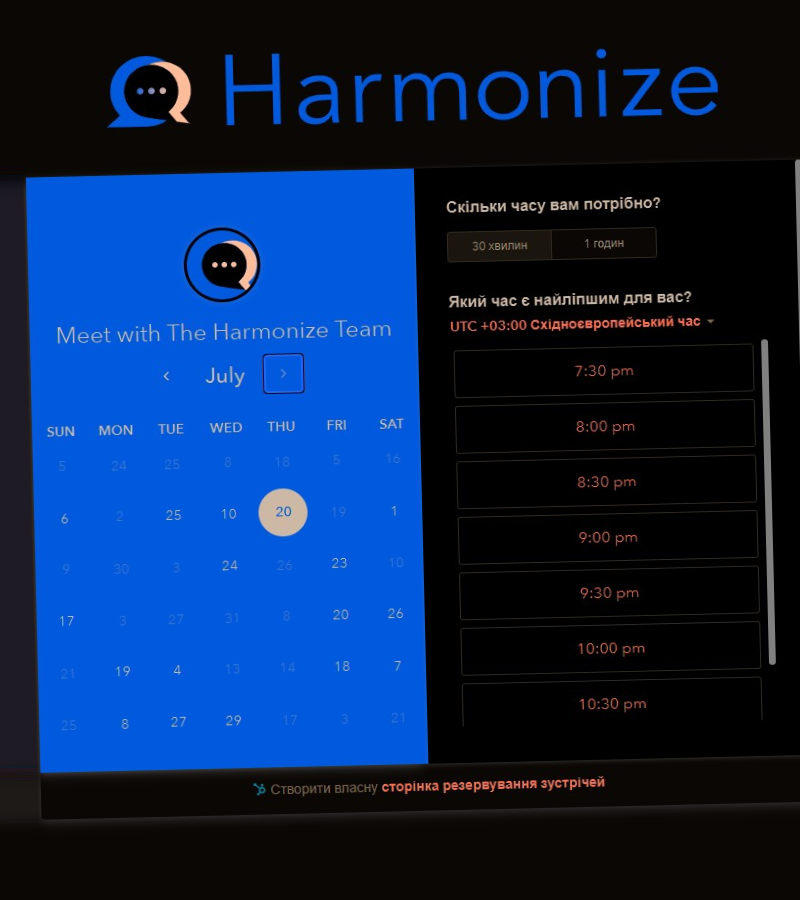 Harmonize
Meet with The Harmonize Team
July
SUN MON TUE WED THU FRI SAT
5 24 25 8 18 5 16
6 2 25 10 20 19 1
9 30 3 24 26 23 10
17 3 27 31 8 20 26
21 19 4 13 14 18 7
25 8 27 29 17 3 21
Скільки часу вам потрібно?
30 хвилин 1 годин
Який час є найліпшим для вас?
UTC +03:00 Східноєвропейський час
7:30 pm
8:00 pm
8:30 pm
9:00 pm
9:30 pm
10:00 pm
10:30 pm
Створити власну сторінка резервування зустрічей